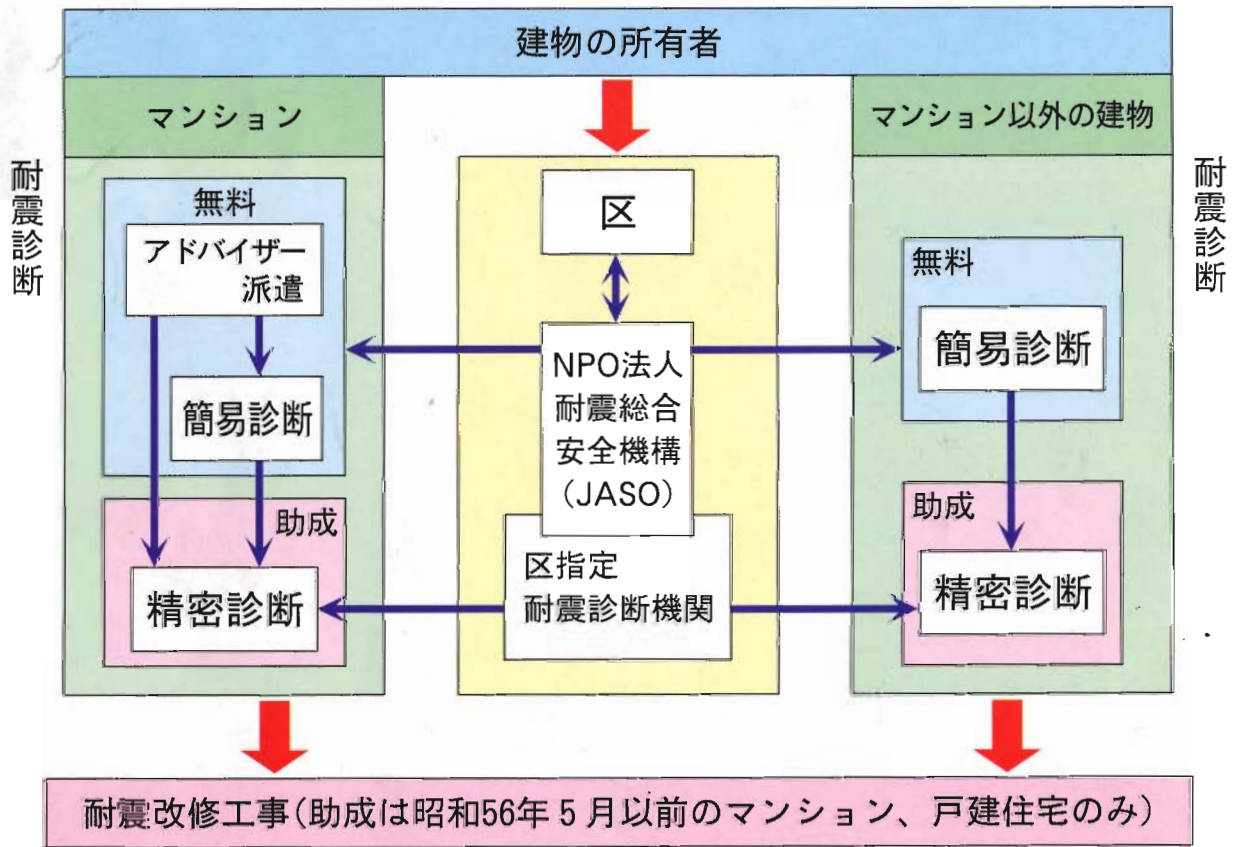 建物の所有者
マンション
マンション以外の建物
耐震診断
耐震診断
無料
アドバイザー
派遣
簡易診断
助成
精密診断
区
NPO法人
耐震総合
安全機構
（JASO）
区指定
耐震診断機関
無料
簡易診断
助成
精密診断
耐震改修工事（助成は昭和56年５月以前のマンション、戸建住宅のみ）